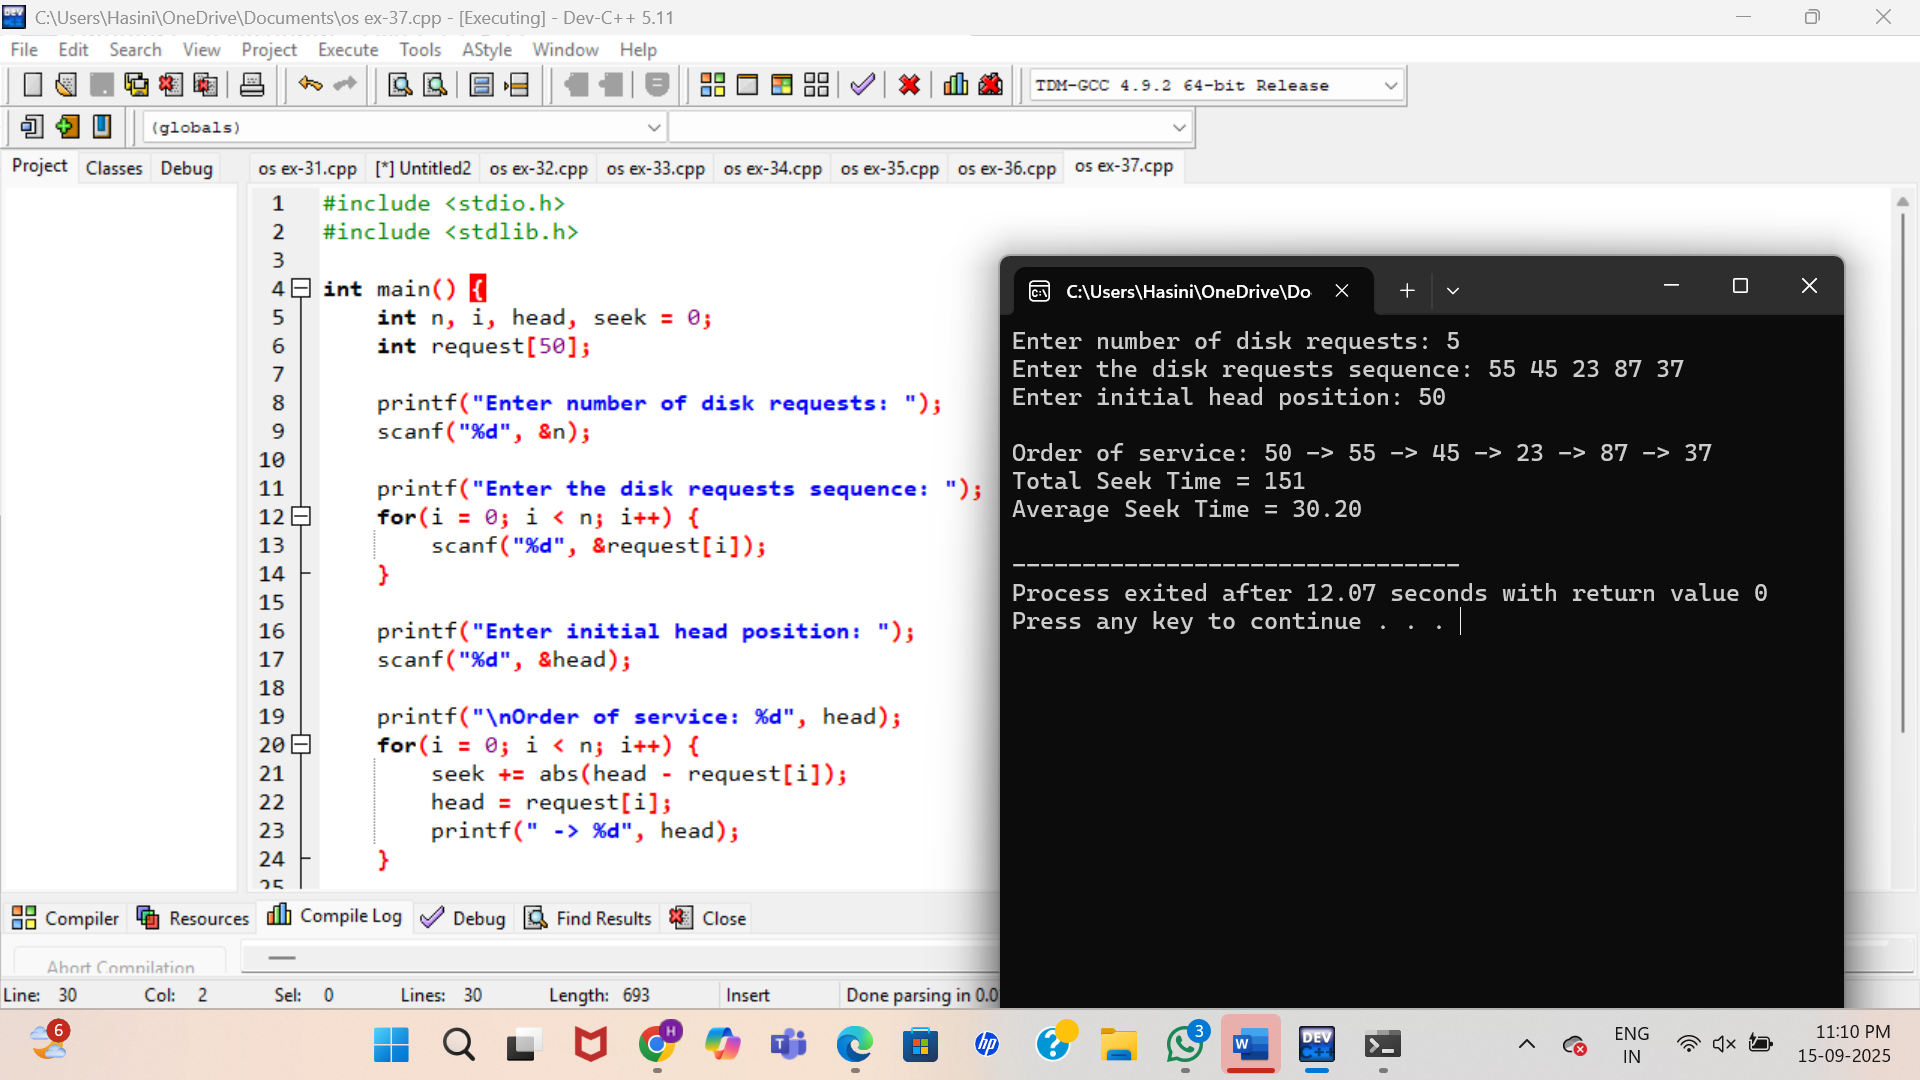 C:\Users\Hasini\OneDrive\Documents\os ex-37.cpp - [Executing] - Dev-C++ 5.11
File Edit Search View Project Execute Tools AStyle Window Help
TDM-GCC 4.9.2 64-bit Release
(globals)
Project Classes Debug
os ex-31.cpp [*] Untitled2 os ex-32.cpp os ex-33.cpp os ex-34.cpp os ex-35.cpp os ex-36.cpp os ex-37.cpp
1 #include <stdio.h>
2 #include <stdlib.h>
3
4 int main() {
5 int n, i, head, seek = 0;
6 int request[50];
7
8 printf("Enter number of disk requests: ");
9 scanf("%d", &n);
10
11 printf("Enter the disk requests sequence: ");
12 for(i = 0; i < n; i++) {
13 scanf("%d", &request[i]);
14 }
15
16 printf("Enter initial head position: ");
17 scanf("%d", &head);
18
19 printf("\nOrder of service: %d", head);
20 for(i = 0; i < n; i++) {
21 seek += abs(head - request[i]);
22 head = request[i];
23 printf(" -> %d", head);
24 }
25
C:\Users\Hasini\OneDrive\Do
Enter number of disk requests: 5
Enter the disk requests sequence: 55 45 23 87 37
Enter initial head position: 50
Order of service: 50 -> 55 -> 45 -> 23 -> 87 -> 37
Total Seek Time = 151
Average Seek Time = 30.20
--------------------------------
Process exited after 12.07 seconds with return value 0
Press any key to continue . . .
Compiler Resources Compile Log Debug Find Results Close
Abort Compilation
Line: 30 Col: 2 Sel: 0 Lines: 30 Length: 693 Insert Done parsing in 0.0
6
H
3
DEV
C++
hp
W
T
?
ENG
IN
11:10 PM
15-09-2025